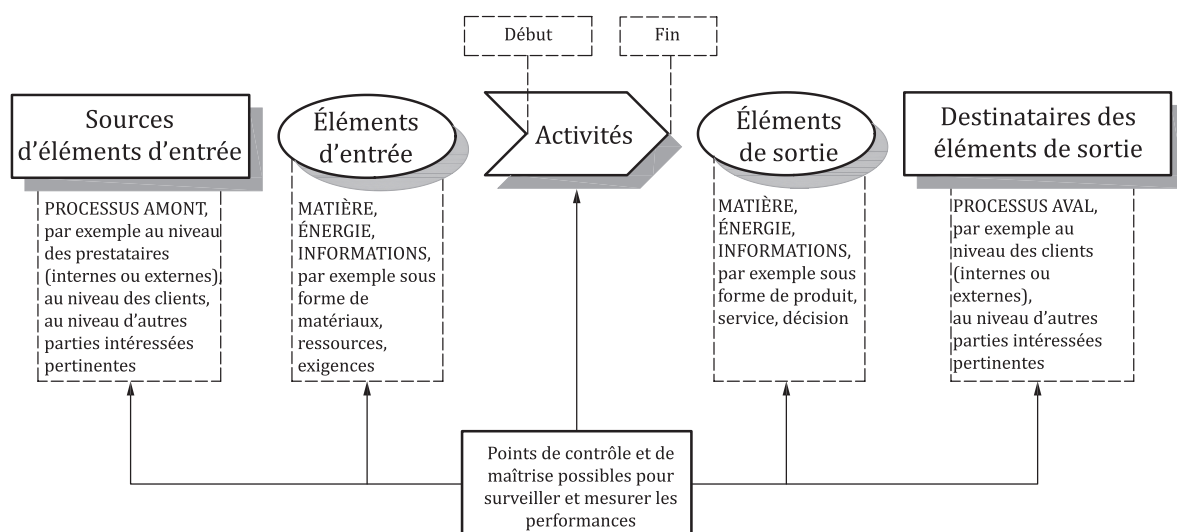 Début
Fin
Sources
d'éléments d'entrée
Éléments
d'entrée
Activités
Éléments
de sortie
Destinataires des
éléments de sortie
PROCESSUS AMONT,
par exemple au niveau
des prestataires
(internes ou externes),
au niveau des clients,
au niveau d'autres
parties intéressées
pertinentes
MATIÈRE,
ÉNERGIE,
INFORMATIONS,
par exemple sous
forme de
matériaux,
ressources,
exigences
MATIÈRE,
ÉNERGIE,
INFORMATIONS,
par exemple sous
forme de produit,
service, décision
PROCESSUS AVAL,
par exemple au
niveau des clients
(internes ou
externes),
au niveau d'autres
parties intéressées
pertinentes
Points de contrôle et de
maîtrise possibles pour
surveiller et mesurer les
performances